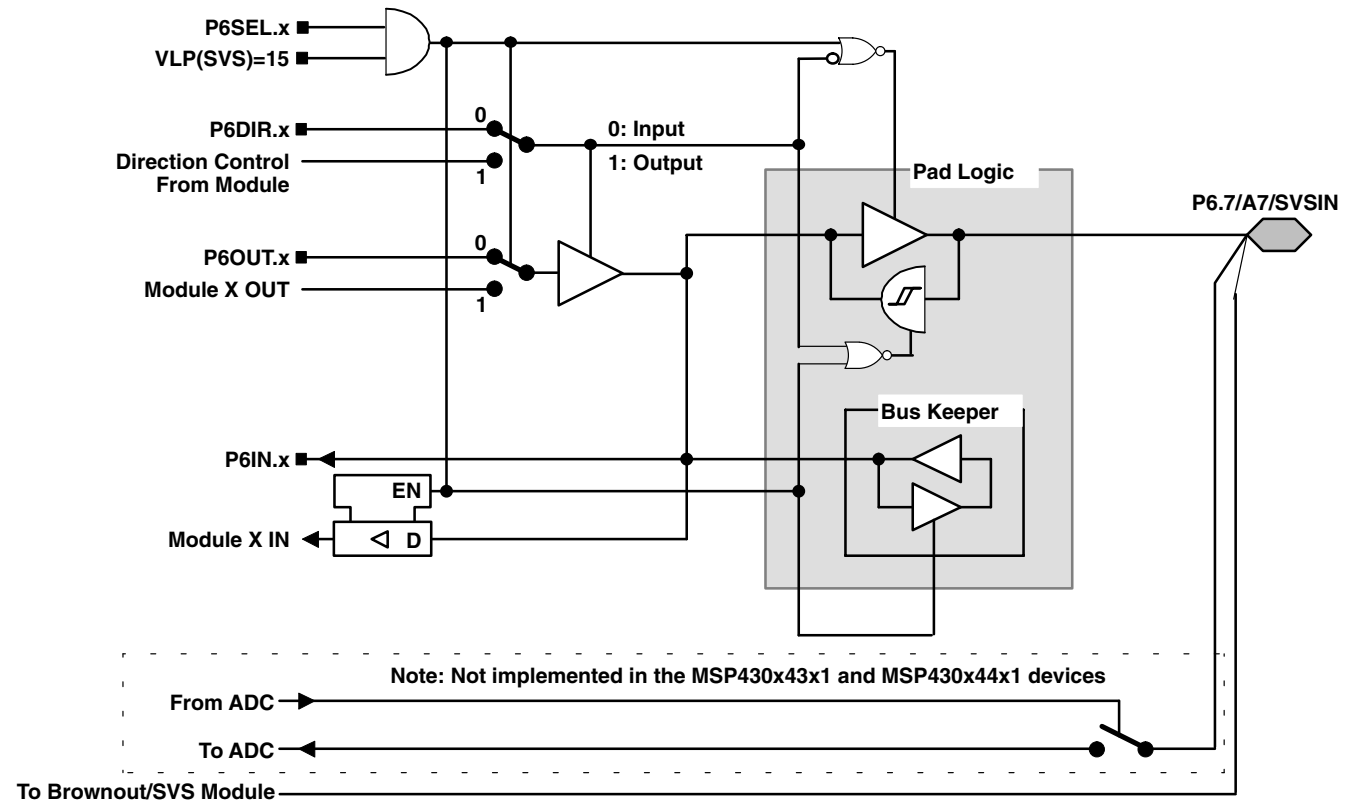 P6SEL.x
VLP(SVS)=15
P6DIR.x
0
0: Input
Direction Control
From Module
1
1: Output
Pad Logic
P6.7/A7/SVSIN
P6OUT.x
0
Module X OUT
1
Bus Keeper
P6IN.x
EN
Module X IN
D
Note: Not implemented in the MSP430x43x1 and MSP430x44x1 devices
From ADC
To ADC
To Brownout/SVS Module